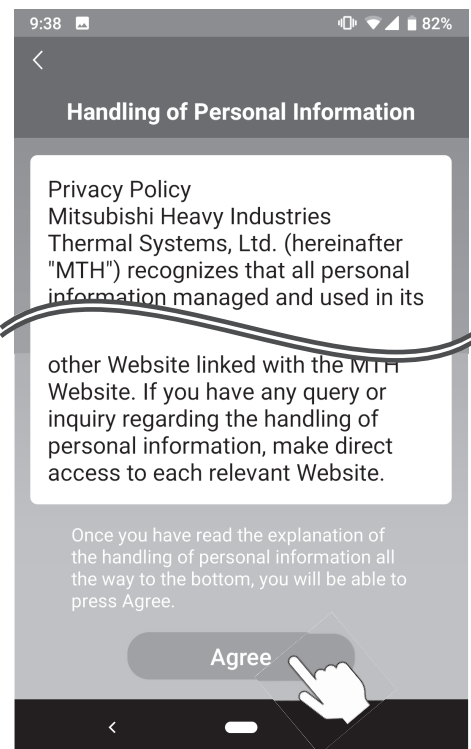 9:38 82%
Handling of Personal Information
Privacy Policy
Mitsubishi Heavy Industries
Thermal Systems, Ltd. (hereinafter
"MTH") recognizes that all personal
information managed and used in its
other Website linked with the MTH
Website. If you have any query or
inquiry regarding the handling of
personal information, make direct
access to each relevant Website.
Once you have read the explanation of
the handling of personal information all
the way to the bottom, you will be able to
press Agree.
Agree